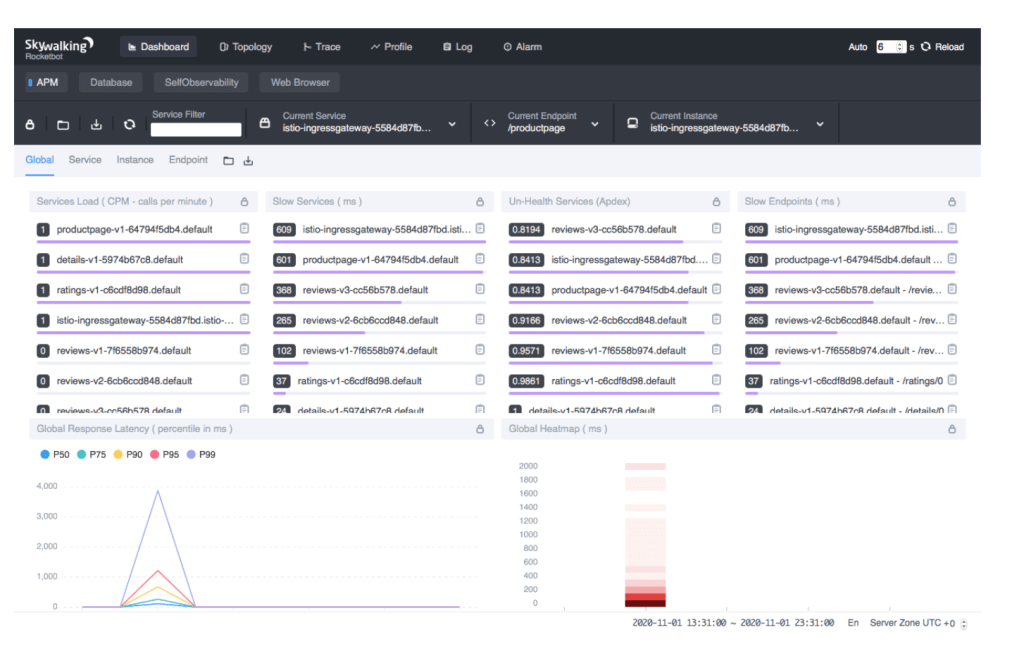 Skywalking
Rocketbot
Dashboard
Topology
Trace
Profile
Log
Alarm
Auto 6 s Reload
APM
Database
SelfObservability
Web Browser
Service Filter
Current Service
istio-ingressgateway-5584d87fb...
Current Endpoint
/productpage
Current Instance
istio-ingressgateway-5584d87fb...
Global
Service
Instance
Endpoint
Services Load ( CPM - calls per minute )
1 productpage-v1-64794f5db4.default
1 details-v1-5974b67c8.default
1 ratings-v1-c6cdf8d98.default
1 istio-ingressgateway-5584d87fbd.istio-...
0 reviews-v1-7f6558b974.default
0 reviews-v2-6cb6ccd848.default
0 reviews-v3-cc56b578.default
Slow Services ( ms )
609 istio-ingressgateway-5584d87fbd.isti...
601 productpage-v1-64794f5db4.default
368 reviews-v3-cc56b578.default
265 reviews-v2-6cb6ccd848.default
102 reviews-v1-7f6558b974.default
37 ratings-v1-c6cdf8d98.default
24 details-v1-5974b67c8.default
Un-Health Services (Apdex)
0.8194 reviews-v3-cc56b578.default
0.8413 istio-ingressgateway-5584d87fbd....
0.8413 productpage-v1-64794f5db4.default
0.9166 reviews-v2-6cb6ccd848.default
0.9571 reviews-v1-7f6558b974.default
0.9861 ratings-v1-c6cdf8d98.default
1 details-v1-5974b67c8.default
Slow Endpoints ( ms )
609 istio-ingressgateway-5584d87fbd.isti...
601 productpage-v1-64794f5db4.default ...
368 reviews-v3-cc56b578.default - /revie...
265 reviews-v2-6cb6ccd848.default - /rev...
102 reviews-v1-7f6558b974.default - /rev...
37 ratings-v1-c6cdf8d98.default - /ratings/0
24 details-v1-5974b67c8.default - /details/0
Global Response Latency ( percentile in ms )
P50 P75 P90 P95 P99
4,000
3,000
2,000
1,000
0
Global Heatmap ( ms )
2000
1800
1600
1400
1200
1000
800
600
400
200
0
2020-11-01 13:31:00 ~ 2020-11-01 23:31:00 En Server Zone UTC +0